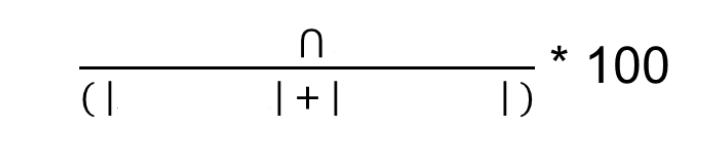 ∩
* 100
(| |+| |)